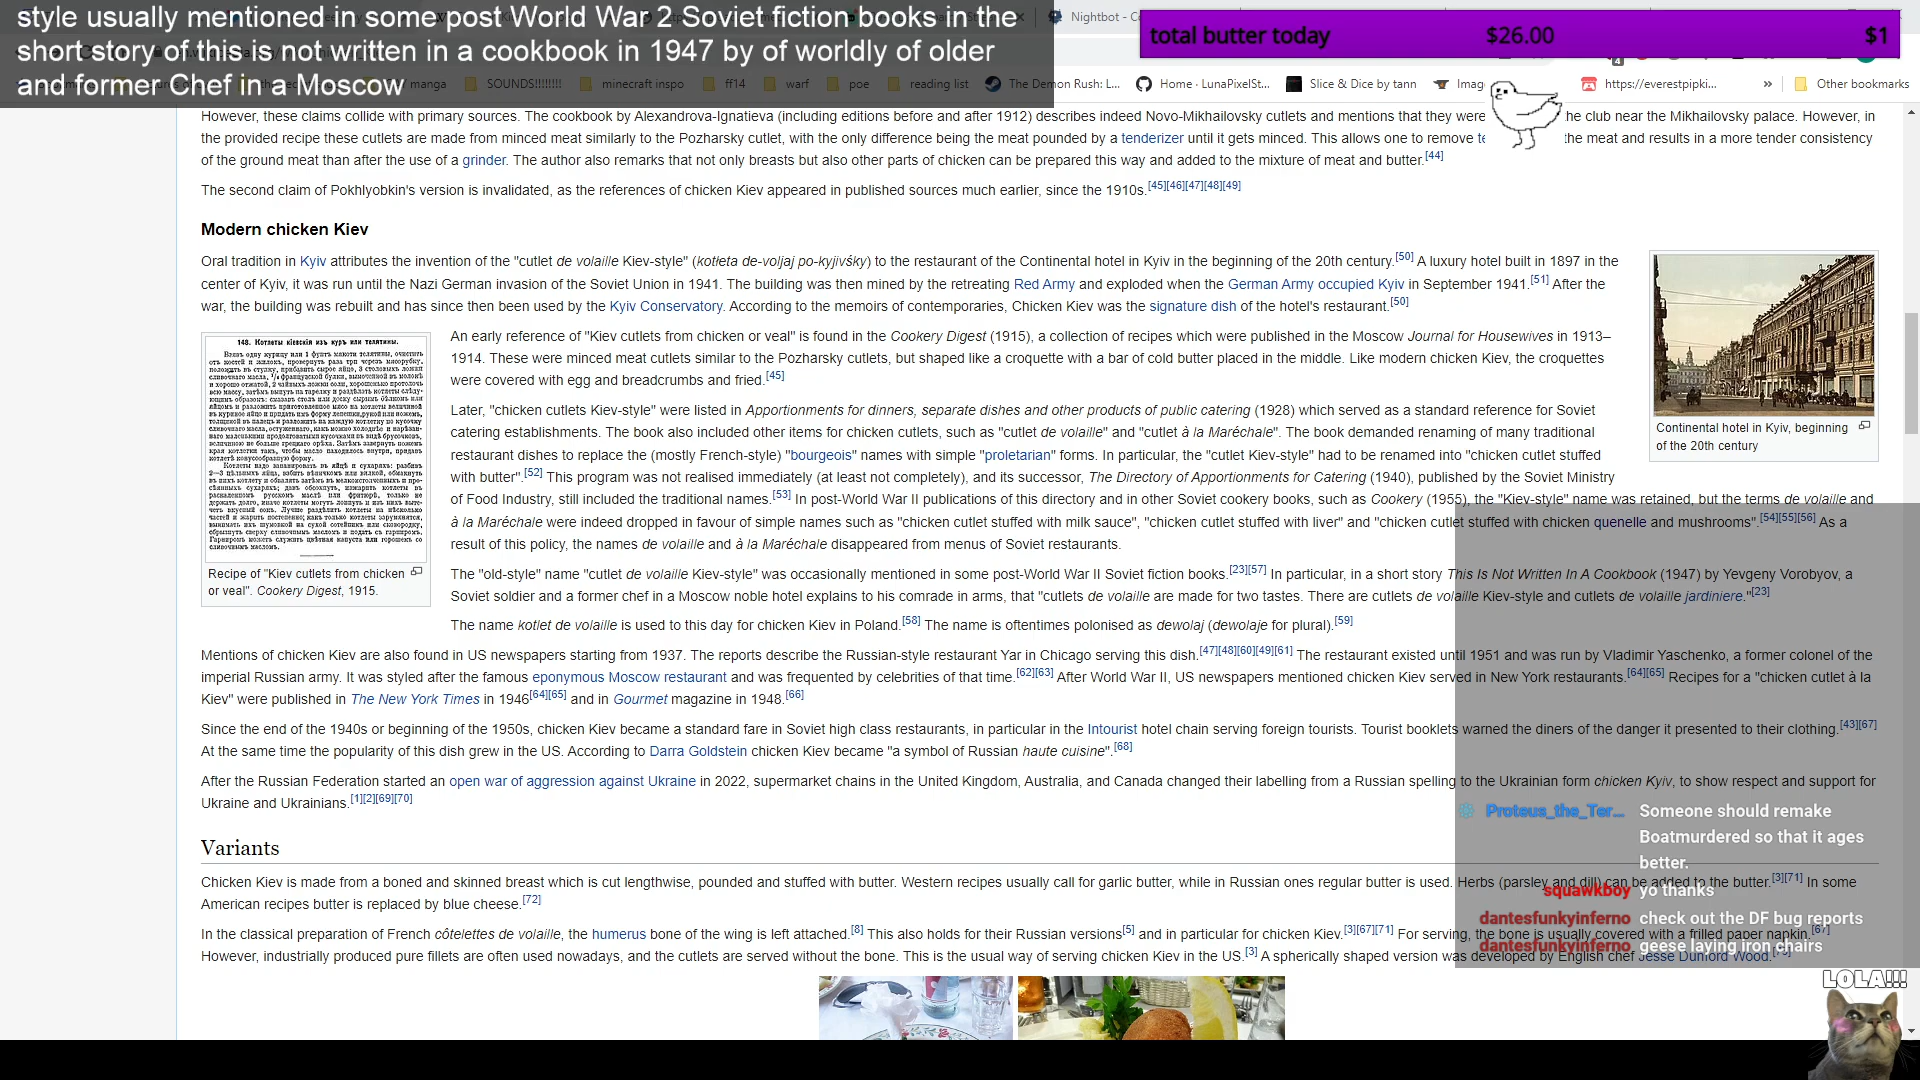 style usually mentioned in some post World War 2 Soviet fiction books in the
short story of this is not written in a cookbook in 1947 by of worldly of older
and former Chef in a Moscow
Nightbot - C
total butter today $26.00 $1
manga
SOUNDS!!!!!!!!
minecraft inspo
ff14
warf
poe
reading list
The Demon Rush: L...
Home · LunaPixelSt...
Slice & Dice by tann
Imag
https://everestpipki...
»
Other bookmarks
However, these claims collide with primary sources. The cookbook by Alexandrova-Ignatieva (including editions before and after 1912) describes indeed Novo-Mikhailovsky cutlets and mentions that they were he club near the Mikhailovsky palace. However, in
the provided recipe these cutlets are made from minced meat similarly to the Pozharsky cutlet, with the only difference being the meat pounded by a tenderizer until it gets minced. This allows one to remove te the meat and results in a more tender consistency
of the ground meat than after the use of a grinder. The author also remarks that not only breasts but also other parts of chicken can be prepared this way and added to the mixture of meat and butter.[44]
The second claim of Pokhlyobkin's version is invalidated, as the references of chicken Kiev appeared in published sources much earlier, since the 1910s.[45][46][47][48][49]
Modern chicken Kiev
Oral tradition in Kyiv attributes the invention of the "cutlet de volaille Kiev-style" (kotleta de-voljaj po-kyjivśky) to the restaurant of the Continental hotel in Kyiv in the beginning of the 20th century.[50] A luxury hotel built in 1897 in the
center of Kyiv, it was run until the Nazi German invasion of the Soviet Union in 1941. The building was then mined by the retreating Red Army and exploded when the German Army occupied Kyiv in September 1941.[51] After the
war, the building was rebuilt and has since then been used by the Kyiv Conservatory. According to the memoirs of contemporaries, Chicken Kiev was the signature dish of the hotel's restaurant.[50]
Continental hotel in Kyiv, beginning
of the 20th century
148. Котлеты кіевскія изъ куръ или телятины.
Recipe of "Kiev cutlets from chicken
or veal". Cookery Digest, 1915.
An early reference of "Kiev cutlets from chicken or veal" is found in the Cookery Digest (1915), a collection of recipes which were published in the Moscow Journal for Housewives in 1913–
1914. These were minced meat cutlets similar to the Pozharsky cutlets, but shaped like a croquette with a bar of cold butter placed in the middle. Like modern chicken Kiev, the croquettes
were covered with egg and breadcrumbs and fried.[45]
Later, "chicken cutlets Kiev-style" were listed in Apportionments for dinners, separate dishes and other products of public catering (1928) which served as a standard reference for Soviet
catering establishments. The book also included other items for chicken cutlets, such as "cutlet de volaille" and "cutlet à la Maréchale". The book demanded renaming of many traditional
restaurant dishes to replace the (mostly French-style) "bourgeois" names with simple "proletarian" forms. In particular, the "cutlet Kiev-style" had to be renamed into "chicken cutlet stuffed
with butter".[52] This program was not realised immediately (at least not completely), and its successor, The Directory of Apportionments for Catering (1940), published by the Soviet Ministry
of Food Industry, still included the traditional names.[53] In post-World War II publications of this directory and in other Soviet cookery books, such as Cookery (1955), the "Kiev-style" name was retained, but the terms de volaille and
à la Maréchale were indeed dropped in favour of simple names such as "chicken cutlet stuffed with milk sauce", "chicken cutlet stuffed with liver" and "chicken cutlet stuffed with chicken quenelle and mushrooms".[54][55][56] As a
result of this policy, the names de volaille and à la Maréchale disappeared from menus of Soviet restaurants.
The "old-style" name "cutlet de volaille Kiev-style" was occasionally mentioned in some post-World War II Soviet fiction books.[23][57] In particular, in a short story This Is Not Written In A Cookbook (1947) by Yevgeny Vorobyov, a
Soviet soldier and a former chef in a Moscow noble hotel explains to his comrade in arms, that "cutlets de volaille are made for two tastes. There are cutlets de volaille Kiev-style and cutlets de volaille jardiniere."[23]
The name kotlet de volaille is used to this day for chicken Kiev in Poland.[58] The name is oftentimes polonised as dewolaj (dewolaje for plural).[59]
Mentions of chicken Kiev are also found in US newspapers starting from 1937. The reports describe the Russian-style restaurant Yar in Chicago serving this dish.[47][48][60][49][61] The restaurant existed until 1951 and was run by Vladimir Yaschenko, a former colonel of the
imperial Russian army. It was styled after the famous eponymous Moscow restaurant and was frequented by celebrities of that time.[62][63] After World War II, US newspapers mentioned chicken Kiev served in New York restaurants.[64][65] Recipes for a "chicken cutlet à la
Kiev" were published in The New York Times in 1946[64][65] and in Gourmet magazine in 1948.[66]
Since the end of the 1940s or beginning of the 1950s, chicken Kiev became a standard fare in Soviet high class restaurants, in particular in the Intourist hotel chain serving foreign tourists. Tourist booklets warned the diners of the danger it presented to their clothing.[43][67]
At the same time the popularity of this dish grew in the US. According to Darra Goldstein chicken Kiev became "a symbol of Russian haute cuisine".[68]
After the Russian Federation started an open war of aggression against Ukraine in 2022, supermarket chains in the United Kingdom, Australia, and Canada changed their labelling from a Russian spelling to the Ukrainian form chicken Kyiv, to show respect and support for
Ukraine and Ukrainians.[1][2][69][70]
Variants
Chicken Kiev is made from a boned and skinned breast which is cut lengthwise, pounded and stuffed with butter. Western recipes usually call for garlic butter, while in Russian ones regular butter is used. Herbs (parsley and dill) can be added to the butter.[3][71] In some
American recipes butter is replaced by blue cheese.[72]
In the classical preparation of French côtelettes de volaille, the humerus bone of the wing is left attached.[8] This also holds for their Russian versions[5] and in particular for chicken Kiev.[3][67][71] For serving, the bone is usually covered with a frilled paper napkin.[67]
However, industrially produced pure fillets are often used nowadays, and the cutlets are served without the bone. This is the usual way of serving chicken Kiev in the US.[3] A spherically shaped version was developed by English chef Jesse Dunford Wood.[73]
Proteus_the_Ter... Someone should remake
Boatmurdered so that it ages
better.
squawkboy yo thanks
dantesfunkyinferno check out the DF bug reports
dantesfunkyinferno geese laying iron chairs
LOLA!!!